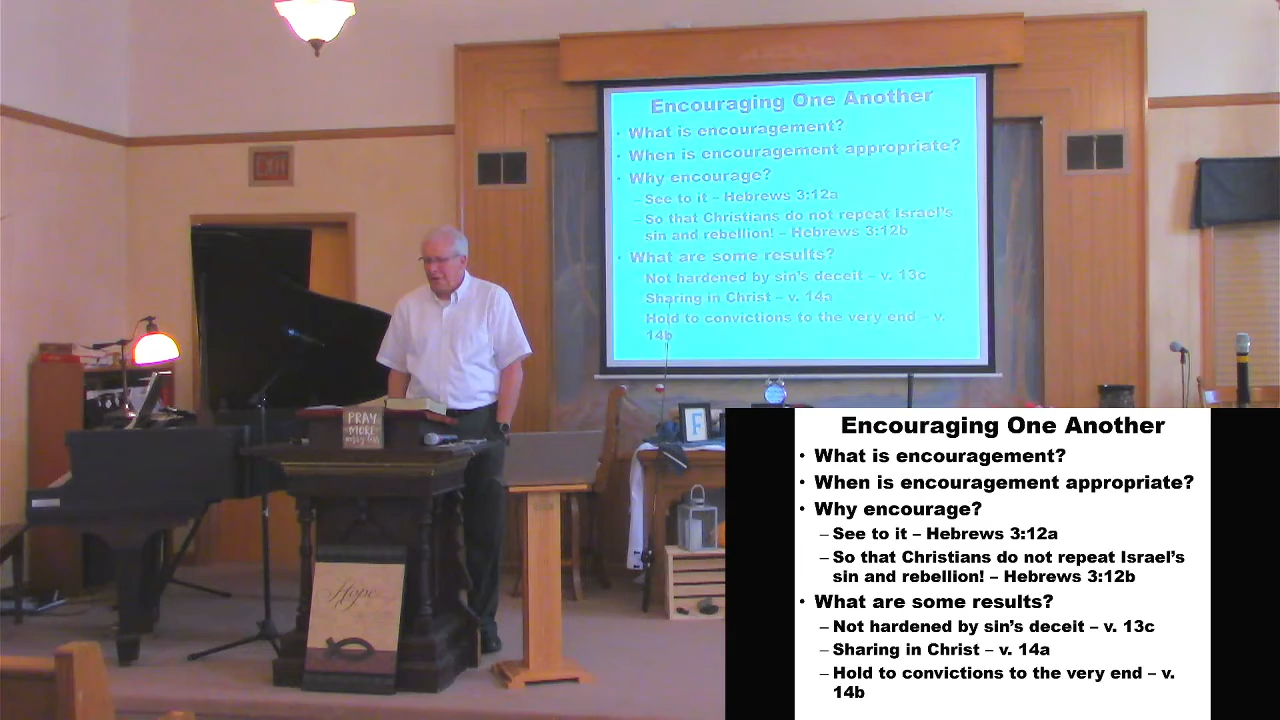 Encouraging One Another
• What is encouragement?
• When is encouragement appropriate?
• Why encourage?
– See to it – Hebrews 3:12a
– So that Christians do not repeat Israel's
sin and rebellion! – Hebrews 3:12b
• What are some results?
Not hardened by sin's deceit – v. 13c
Sharing in Christ – v. 14a
Hold to convictions to the very end – v.
14b
EXIT
PRAY
MORE
F
Hope
Encouraging One Another
• What is encouragement?
• When is encouragement appropriate?
• Why encourage?
– See to it – Hebrews 3:12a
– So that Christians do not repeat Israel's
sin and rebellion! – Hebrews 3:12b
• What are some results?
– Not hardened by sin's deceit – v. 13c
– Sharing in Christ – v. 14a
– Hold to convictions to the very end – v.
14b